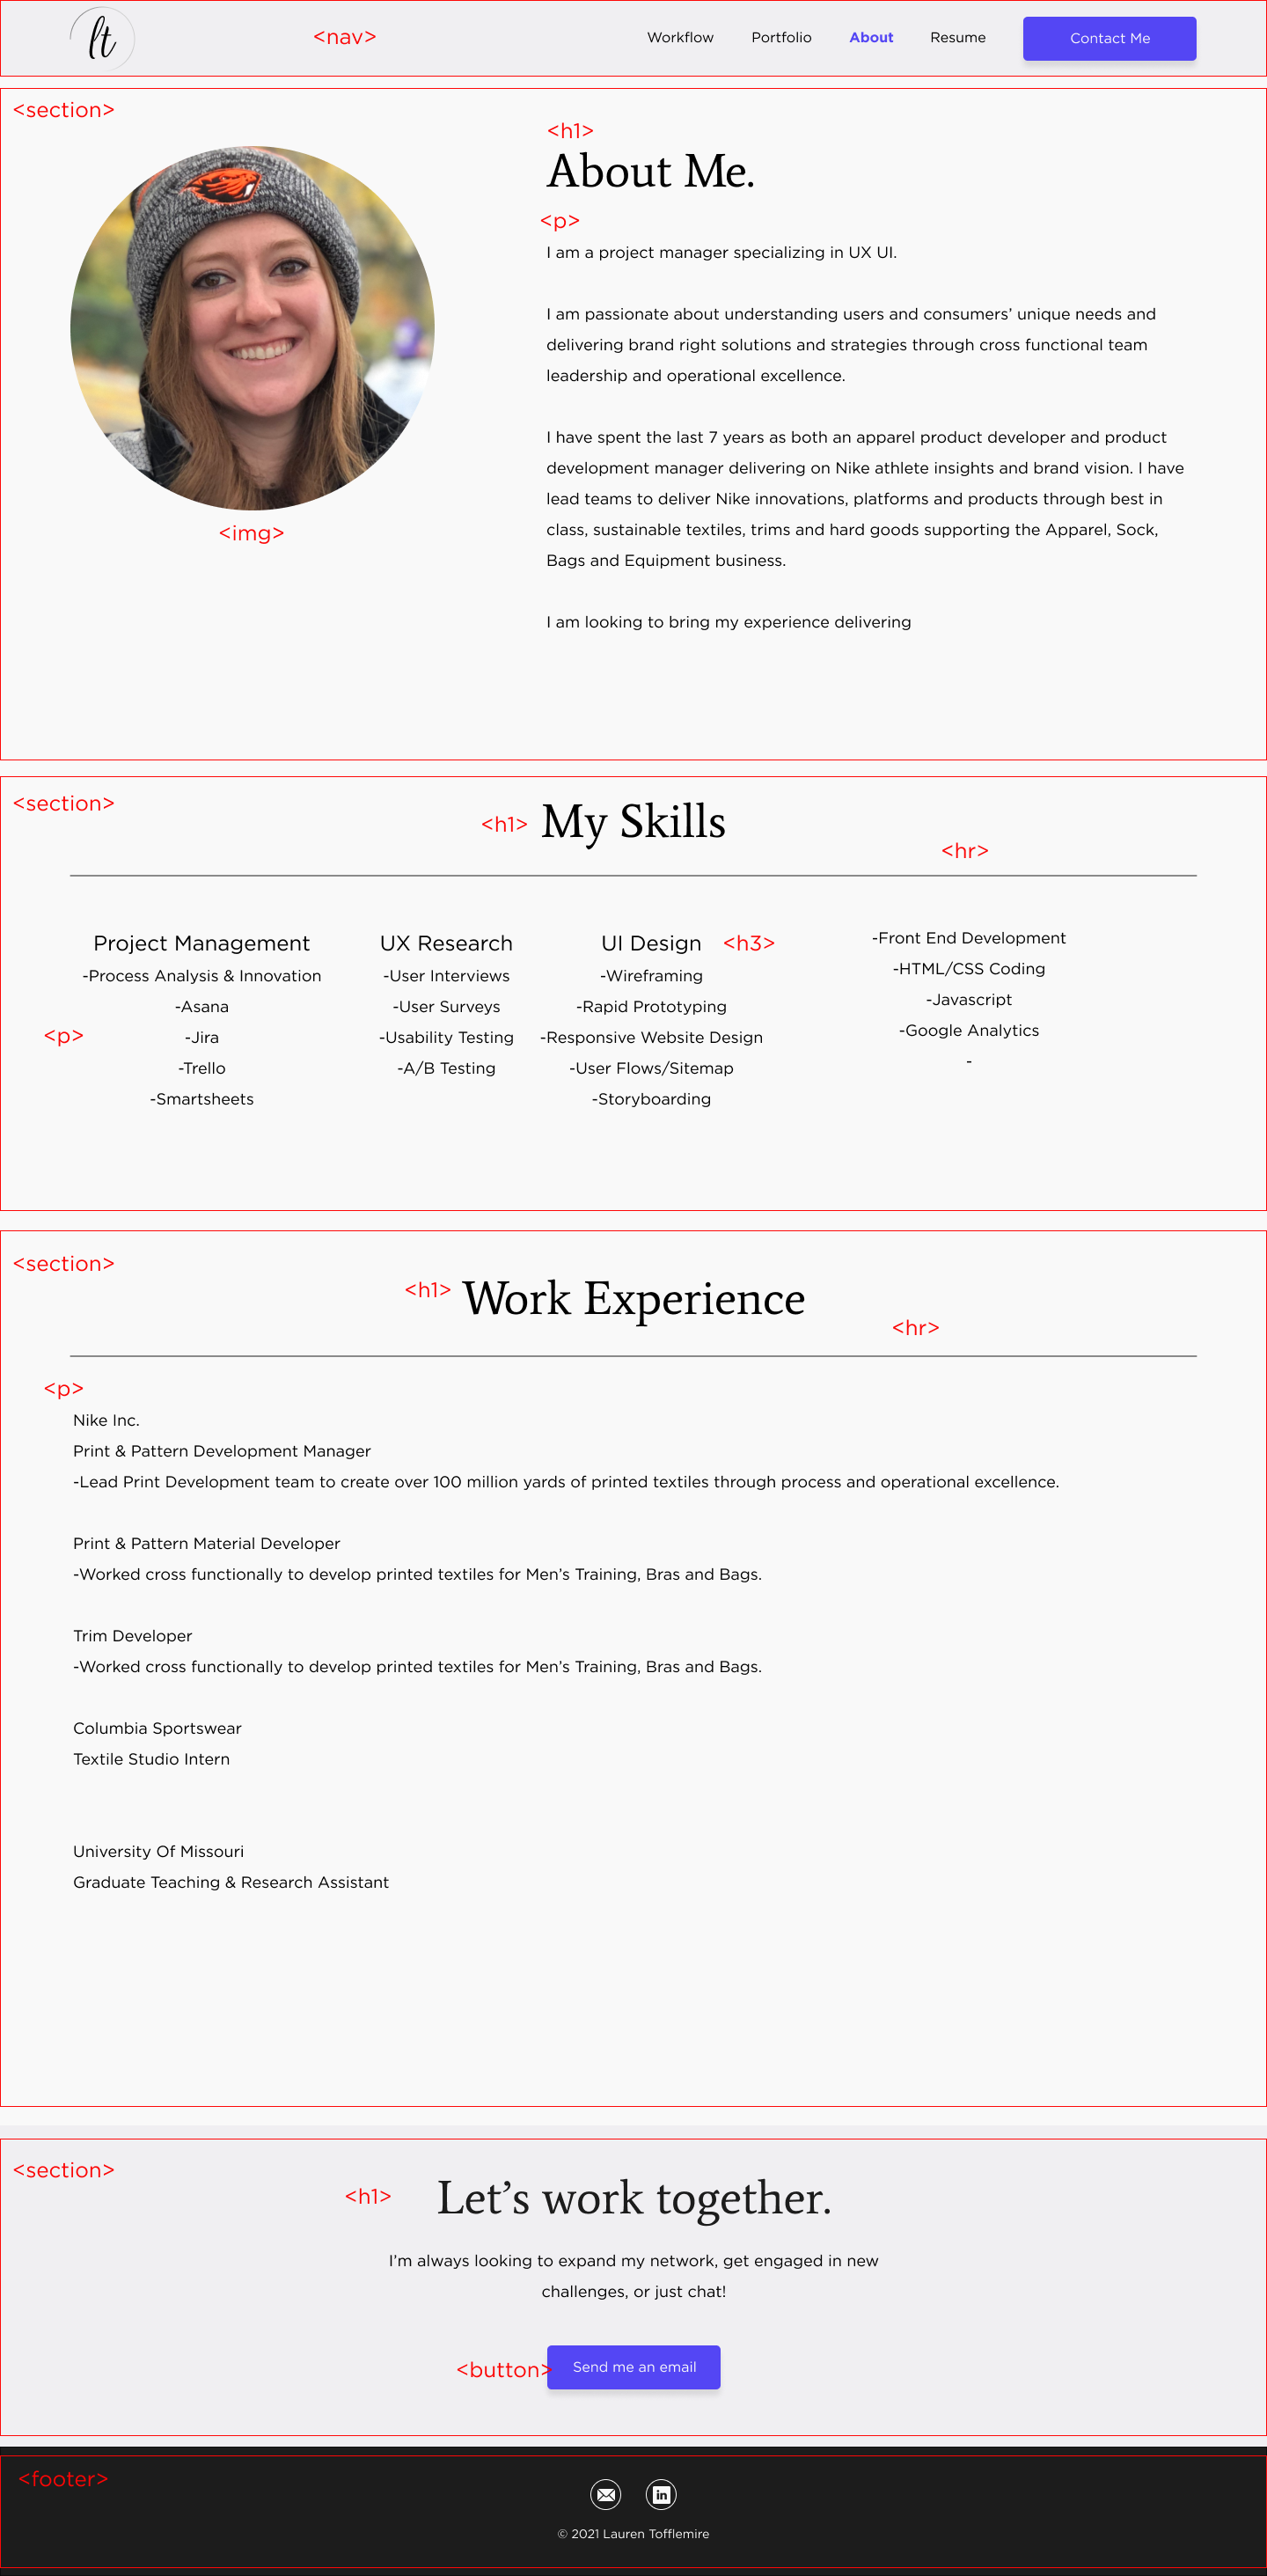 lt
<nav>
Workflow
Portfolio
About
Resume
Contact Me
<section>
<h1>
About Me.
<p>
I am a project manager specializing in UX UI.
I am passionate about understanding users and consumers’ unique needs and
delivering brand right solutions and strategies through cross functional team
leadership and operational excellence.
I have spent the last 7 years as both an apparel product developer and product
development manager delivering on Nike athlete insights and brand vision. I have
lead teams to deliver Nike innovations, platforms and products through best in
class, sustainable textiles, trims and hard goods supporting the Apparel, Sock,
Bags and Equipment business.
I am looking to bring my experience delivering
<img>
<section>
<h1> My Skills
<hr>
Project Management
-Process Analysis & Innovation
-Asana
<p>
-Jira
-Trello
-Smartsheets
UX Research
-User Interviews
-User Surveys
-Usability Testing
-A/B Testing
UI Design <h3>
-Wireframing
-Rapid Prototyping
-Responsive Website Design
-User Flows/Sitemap
-Storyboarding
-Front End Development
-HTML/CSS Coding
-Javascript
-Google Analytics
-
<section>
<h1> Work Experience
<hr>
<p>
Nike Inc.
Print & Pattern Development Manager
-Lead Print Development team to create over 100 million yards of printed textiles through process and operational excellence.
Print & Pattern Material Developer
-Worked cross functionally to develop printed textiles for Men’s Training, Bras and Bags.
Trim Developer
-Worked cross functionally to develop printed textiles for Men’s Training, Bras and Bags.
Columbia Sportswear
Textile Studio Intern
University Of Missouri
Graduate Teaching & Research Assistant
<section>
<h1> Let’s work together.
I’m always looking to expand my network, get engaged in new
challenges, or just chat!
<button> Send me an email
<footer>
in
© 2021 Lauren Tofflemire